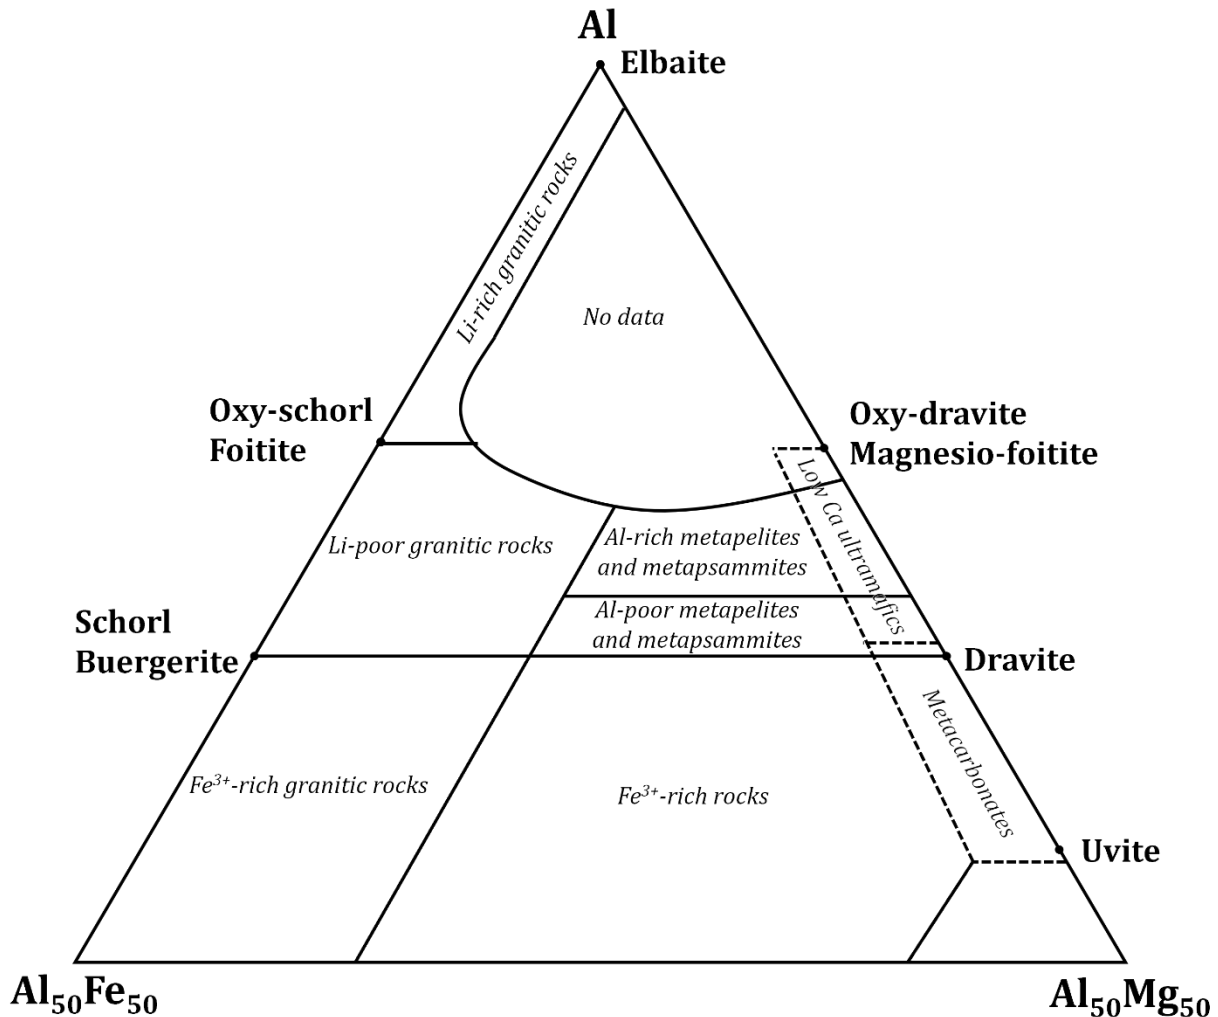 Al
Elbaite
Li-rich granitic rocks
No data
Oxy-schorl
Foitite
Oxy-dravite
Magnesio-foitite
Low Ca ultramafics
Li-poor granitic rocks
Al-rich metapelites
and metapsammites
Al-poor metapelites
and metapsammites
Schorl
Buergerite
Dravite
Metacarbonates
Fe³⁺-rich granitic rocks
Fe³⁺-rich rocks
Uvite
Al₅₀Fe₅₀
Al₅₀Mg₅₀